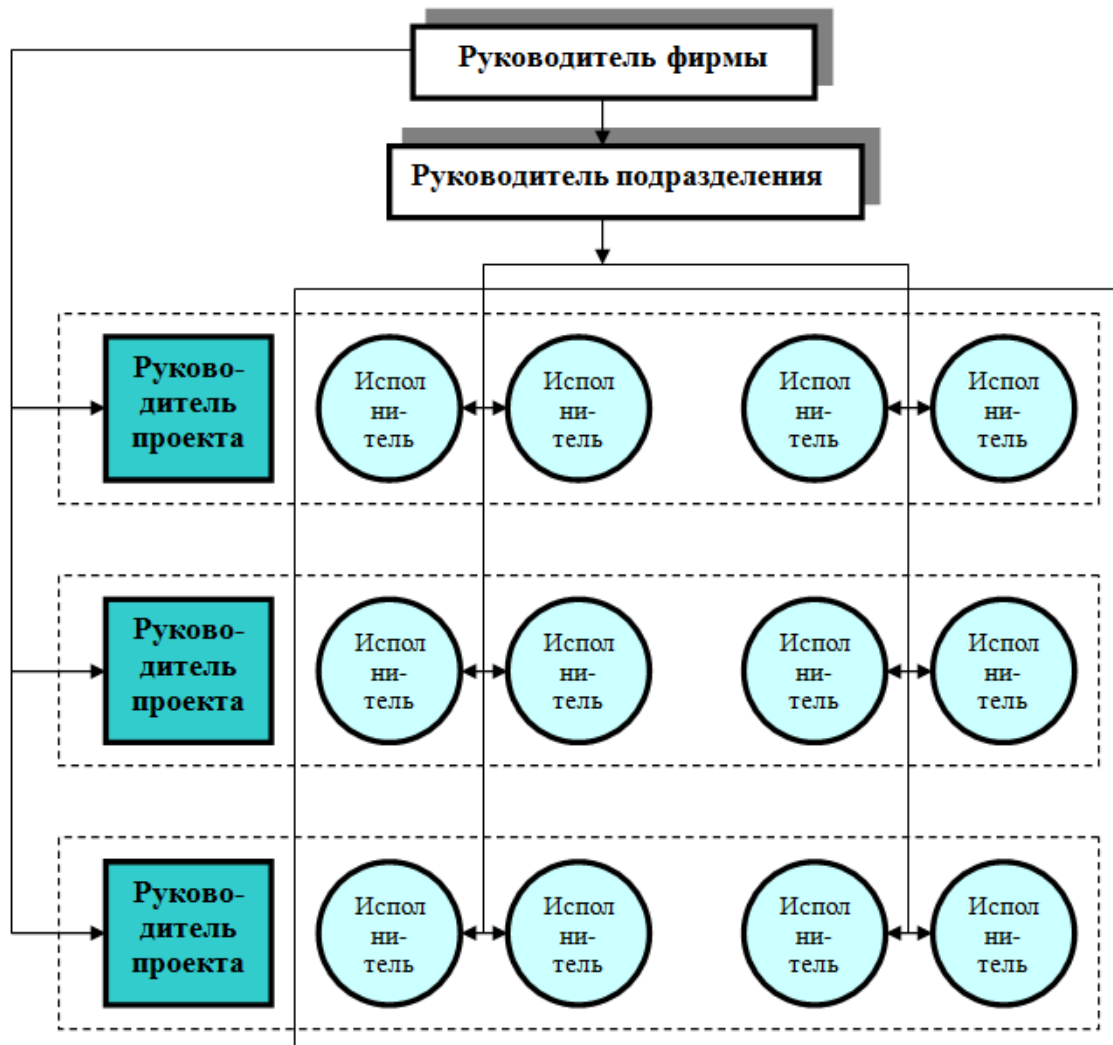 Руководитель фирмы
Руководитель подразделения
Руково-
дитель
проекта
Испол
ни-
тель
Испол
ни-
тель
Испол
ни-
тель
Испол
ни-
тель
Руково-
дитель
проекта
Испол
ни-
тель
Испол
ни-
тель
Испол
ни-
тель
Испол
ни-
тель
Руково-
дитель
проекта
Испол
ни-
тель
Испол
ни-
тель
Испол
ни-
тель
Испол
ни-
тель